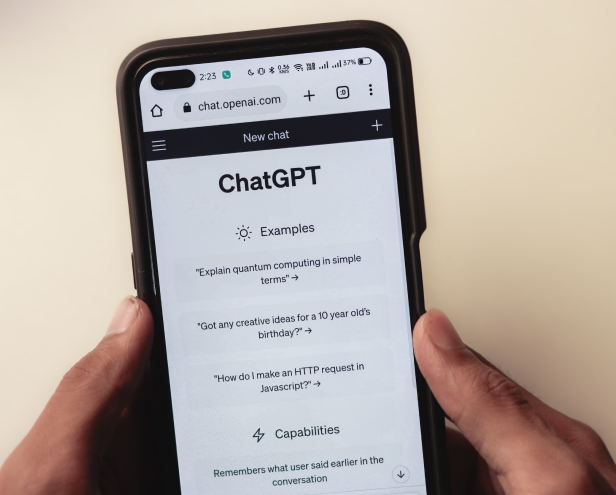 2:23 37%
chat.openai.com
New chat
ChatGPT
Examples
"Explain quantum computing in simple
terms" →
"Got any creative ideas for a 10 year old's
birthday?" →
"How do I make an HTTP request in
Javascript?" →
Capabilities
Remembers what user said earlier in the
conversation